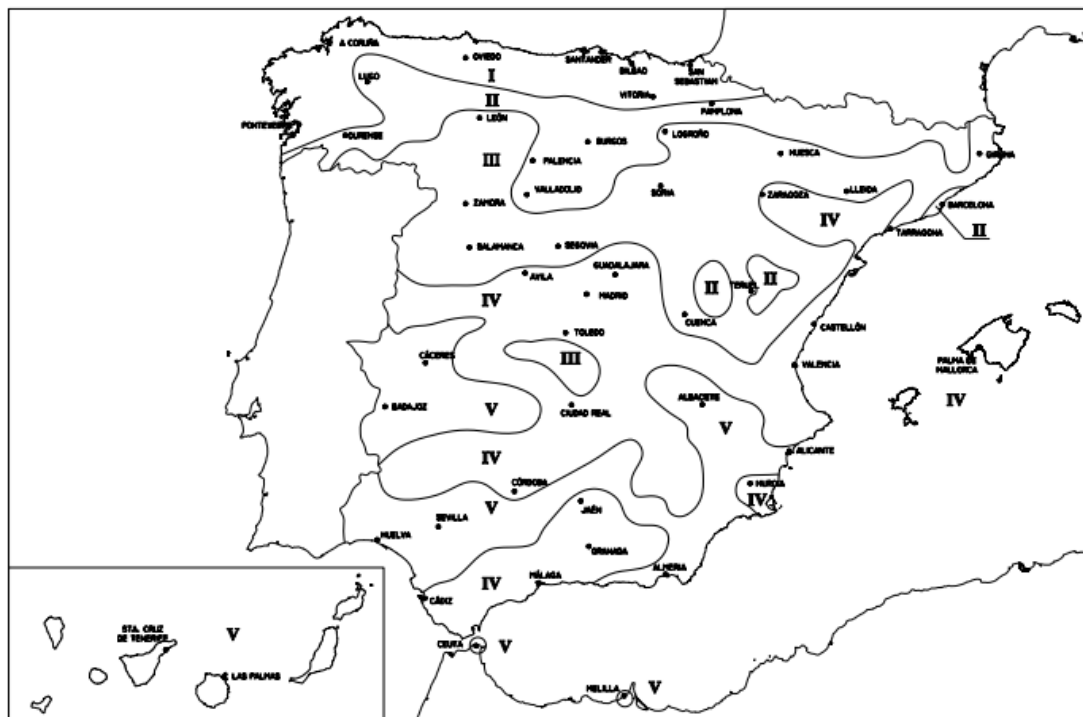 A CORUÑA
OVIEDO
SANTANDER
BILBAO
SAN
SEBASTIAN
LUGO
I
VITORIA
II
PAMPLONA
LEÓN
PONTEVEDRA
OURENSE
BURGOS
LOGROÑO
HUESCA
GIRONA
III
PALENCIA
VALLADOLID
SORIA
ZARAGOZA
LLEIDA
BARCELONA
ZAMORA
IV
TARRAGONA
II
SALAMANCA
SEGOVIA
AVILA
GUADALAJARA
II
TERUEL
II
IV
MADRID
CUENCA
CASTELLÓN
TOLEDO
CÁCERES
III
VALENCIA
PALMA DE
MALLORCA
IV
BADAJOZ
V
CIUDAD REAL
ALBACETE
V
ALICANTE
IV
CÓRDOBA
MURCIA
IV
V
JAÉN
SEVILLA
HUELVA
GRANADA
IV
MÁLAGA
ALMERIA
CÁDIZ
STA. CRUZ
DE TENERIFE
V
LAS PALMAS
CEUTA
V
MELILLA
V